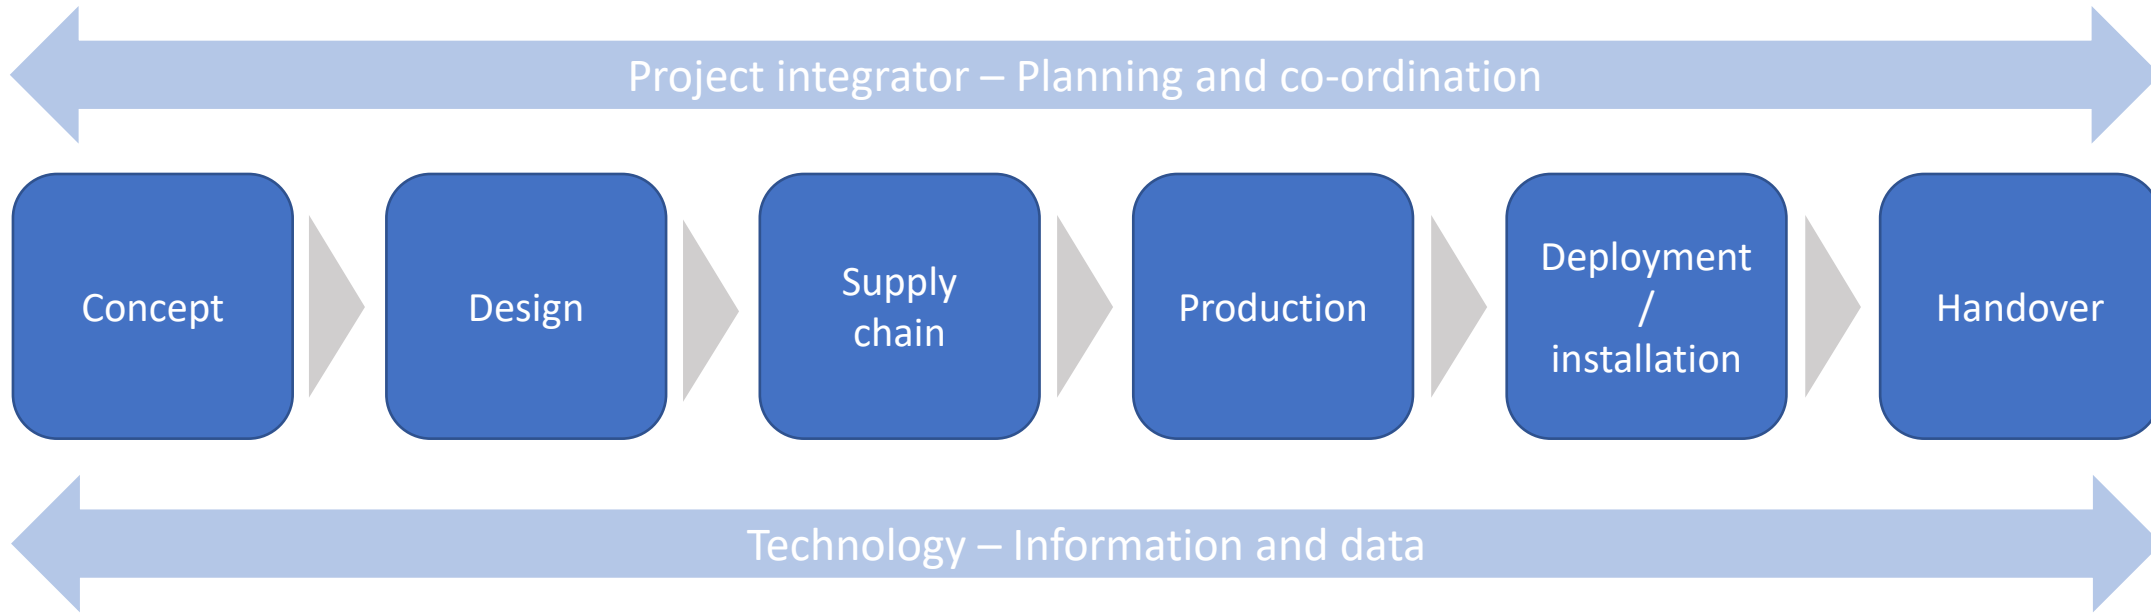 Project integrator – Planning and co-ordination
Concept
Design
Supply
chain
Production
Deployment
/
installation
Handover
Technology – Information and data